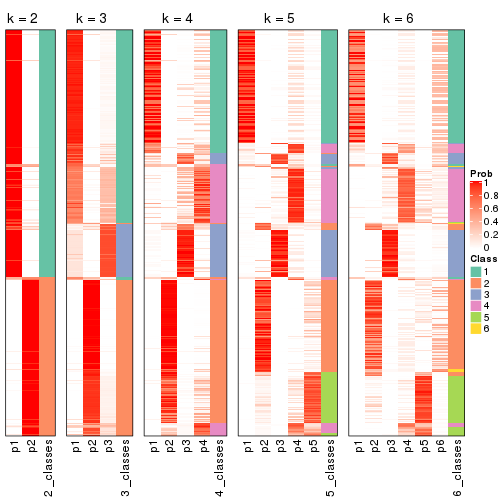 k = 2
k = 3
k = 4
k = 5
k = 6
p1
p2
2_classes
p1
p2
p3
3_classes
p1
p2
p3
p4
4_classes
p1
p2
p3
p4
p5
5_classes
p1
p2
p3
p4
p5
p6
6_classes
Prob
1
0.8
0.6
0.4
0.2
0
Class
1
2
3
4
5
6